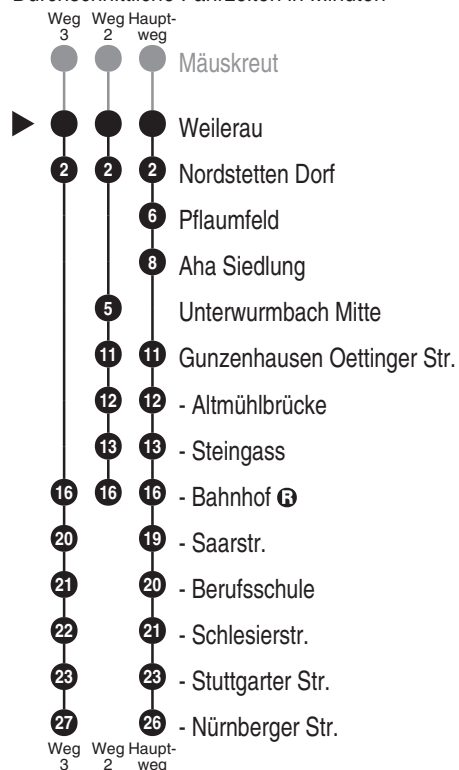 Durchschnittliche Fahrzeiten in Minuten
Weg Weg Haupt-
3 2 weg
Mäuskreut
Weilerau
2 2 2 Nordstetten Dorf
6 Pflaumfeld
8 Aha Siedlung
5 Unterwurmbach Mitte
11 11 Gunzenhausen Oettinger Str.
12 12 - Altmühlbrücke
13 13 - Steingass
16 16 16 - Bahnhof R
20 19 - Saarstr.
21 20 - Berufsschule
22 21 - Schlesierstr.
23 23 - Stuttgarter Str.
27 26 - Nürnberger Str.
Weg Weg Haupt-
3 2 weg